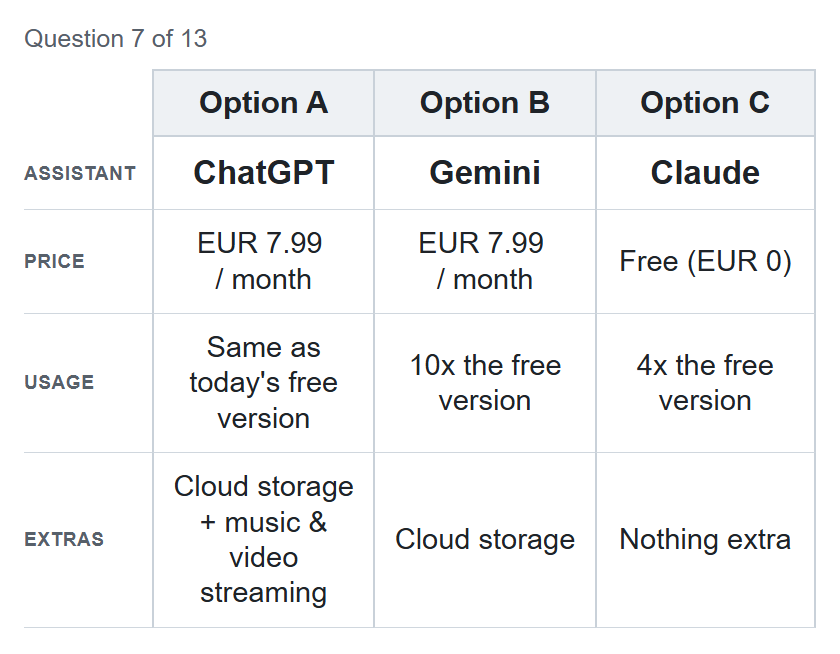 Question 7 of 13
Option A Option B Option C
ASSISTANT ChatGPT Gemini Claude
PRICE EUR 7.99 / month EUR 7.99 / month Free (EUR 0)
USAGE Same as today's free version 10x the free version 4x the free version
EXTRAS Cloud storage + music & video streaming Cloud storage Nothing extra